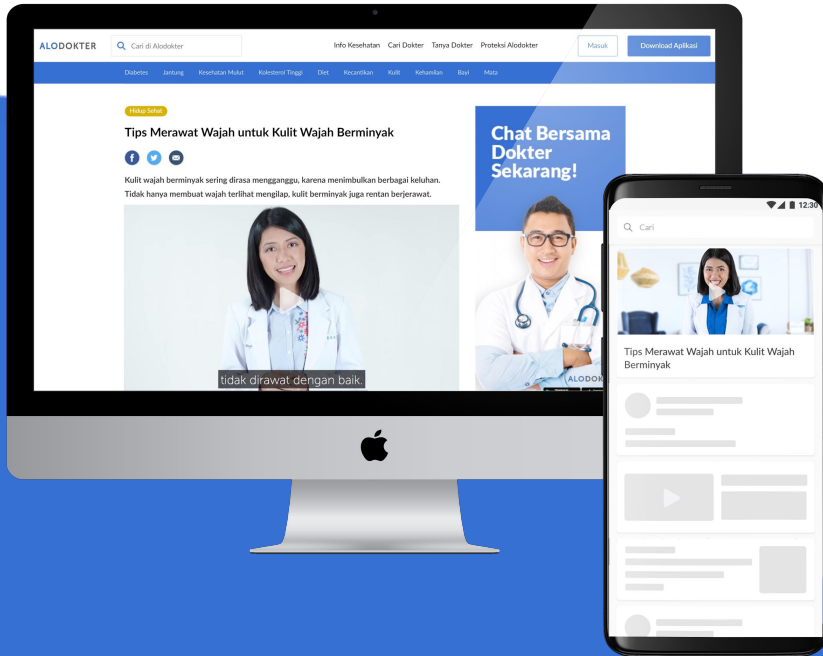 ALODOKTER
Cari di Alodokter
Info Kesehatan Cari Dokter Tanya Dokter Proteksi Alodokter
Masuk
Download Aplikasi
Diabetes Jantung Kesehatan Mulut Kolesterol Tinggi Diet Kecantikan Kulit Kehamilan Bayi Mata
Hidup Sehat
Tips Merawat Wajah untuk Kulit Wajah Berminyak
Kulit wajah berminyak sering dirasa mengganggu, karena menimbulkan berbagai keluhan.
Tidak hanya membuat wajah terlihat mengilap, kulit berminyak juga rentan berjerawat.
tidak dirawat dengan baik.
Chat Bersama
Dokter
Sekarang!
ALODOK
12:30
Cari
Tips Merawat Wajah untuk Kulit Wajah
Berminyak